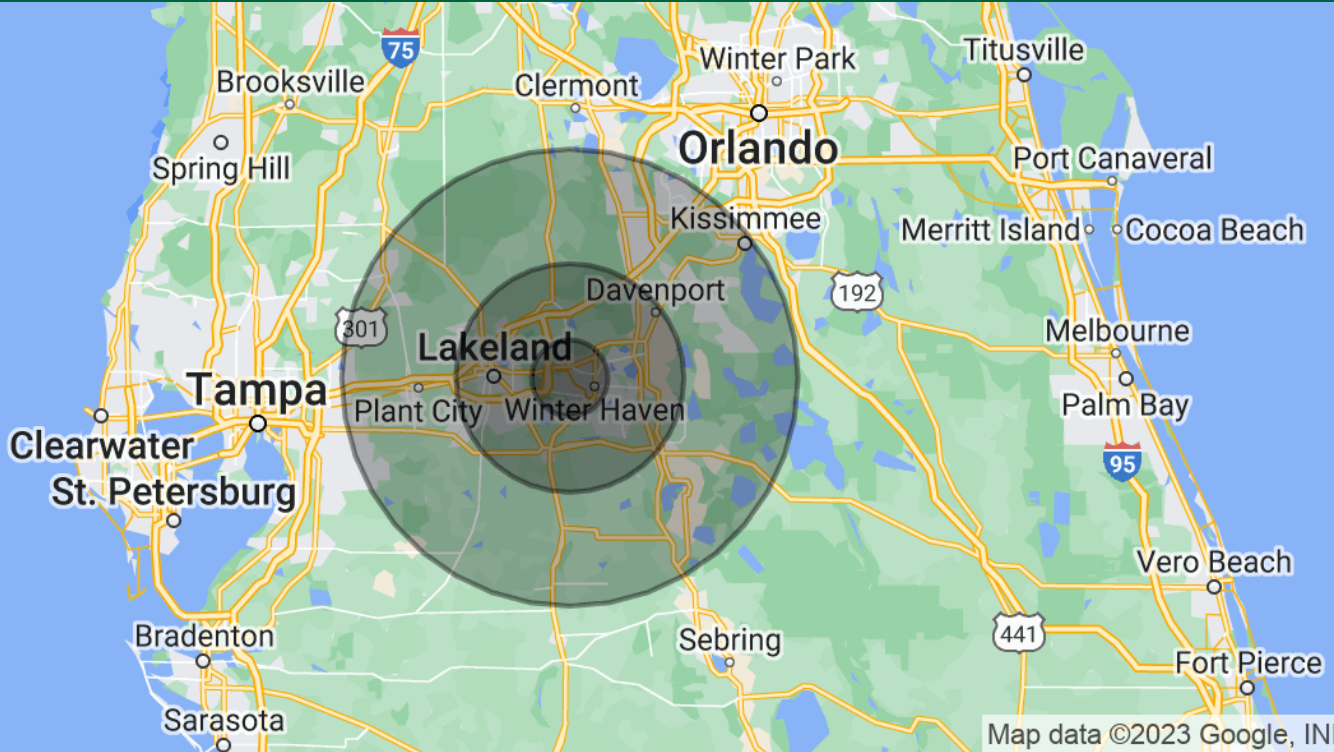 75
Winter Park
Titusville
Brooksville
Clermont
Orlando
Spring Hill
Port Canaveral
Kissimmee
Merritt Island
Cocoa Beach
Davenport
192
301
Melbourne
Lakeland
Tampa
Plant City
Winter Haven
Palm Bay
Clearwater
95
St. Petersburg
Vero Beach
Bradenton
Sebring
441
Fort Pierce
Sarasota
Map data ©2023 Google, IN